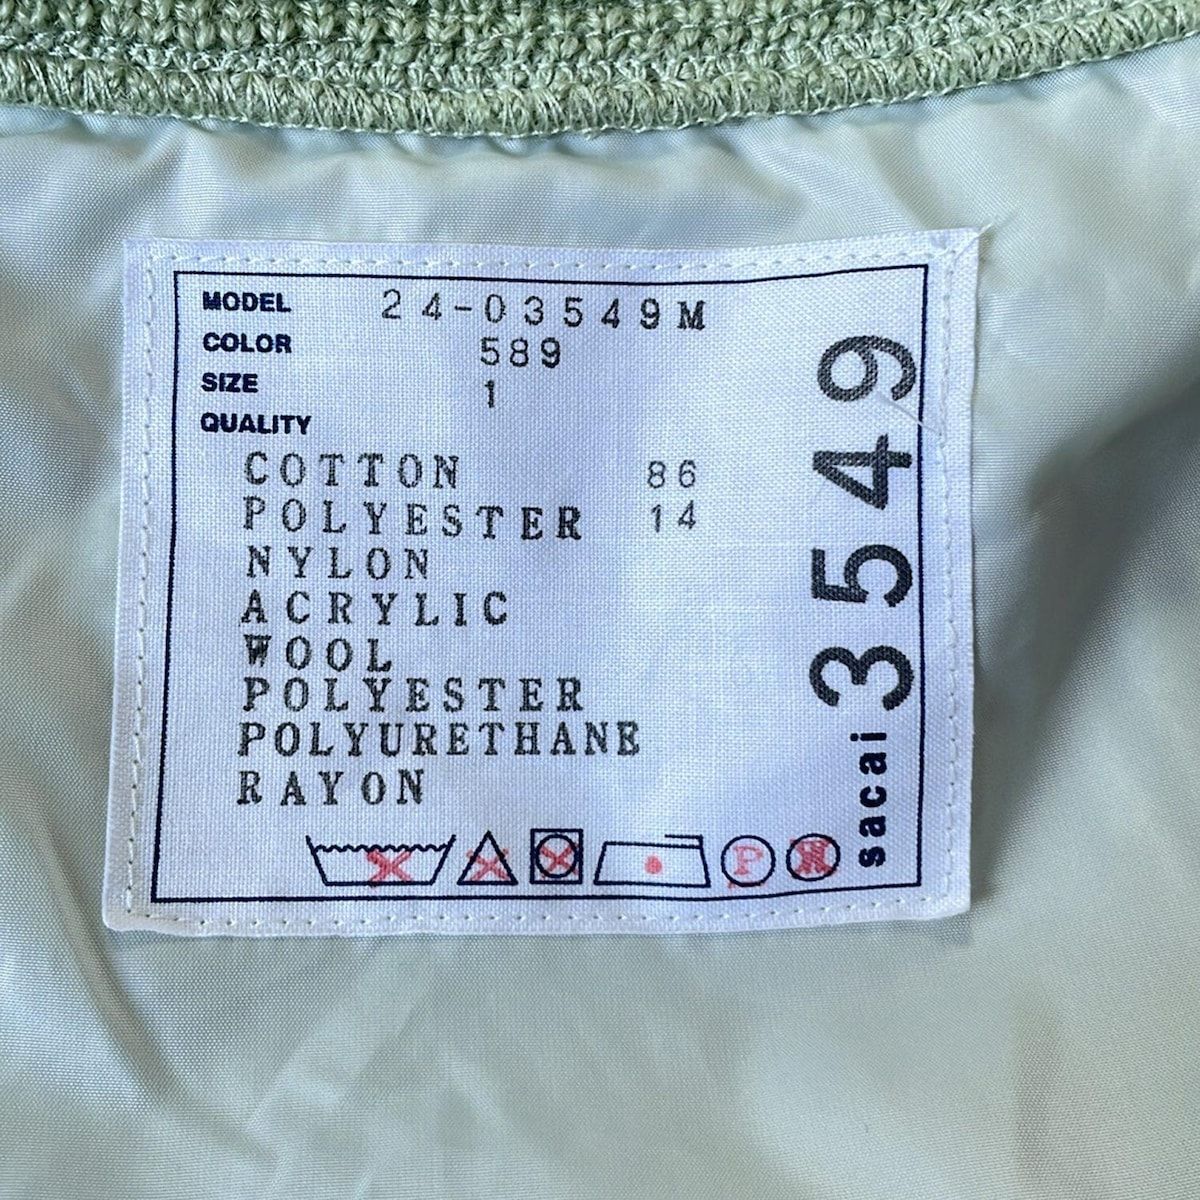 MODEL 24-03549M
COLOR 589
SIZE 1
QUALITY
COTTON 86
POLYESTER 14
NYLON
ACRYLIC
WOOL
POLYESTER
POLYURETHANE
RAYON
P
sacai 3549